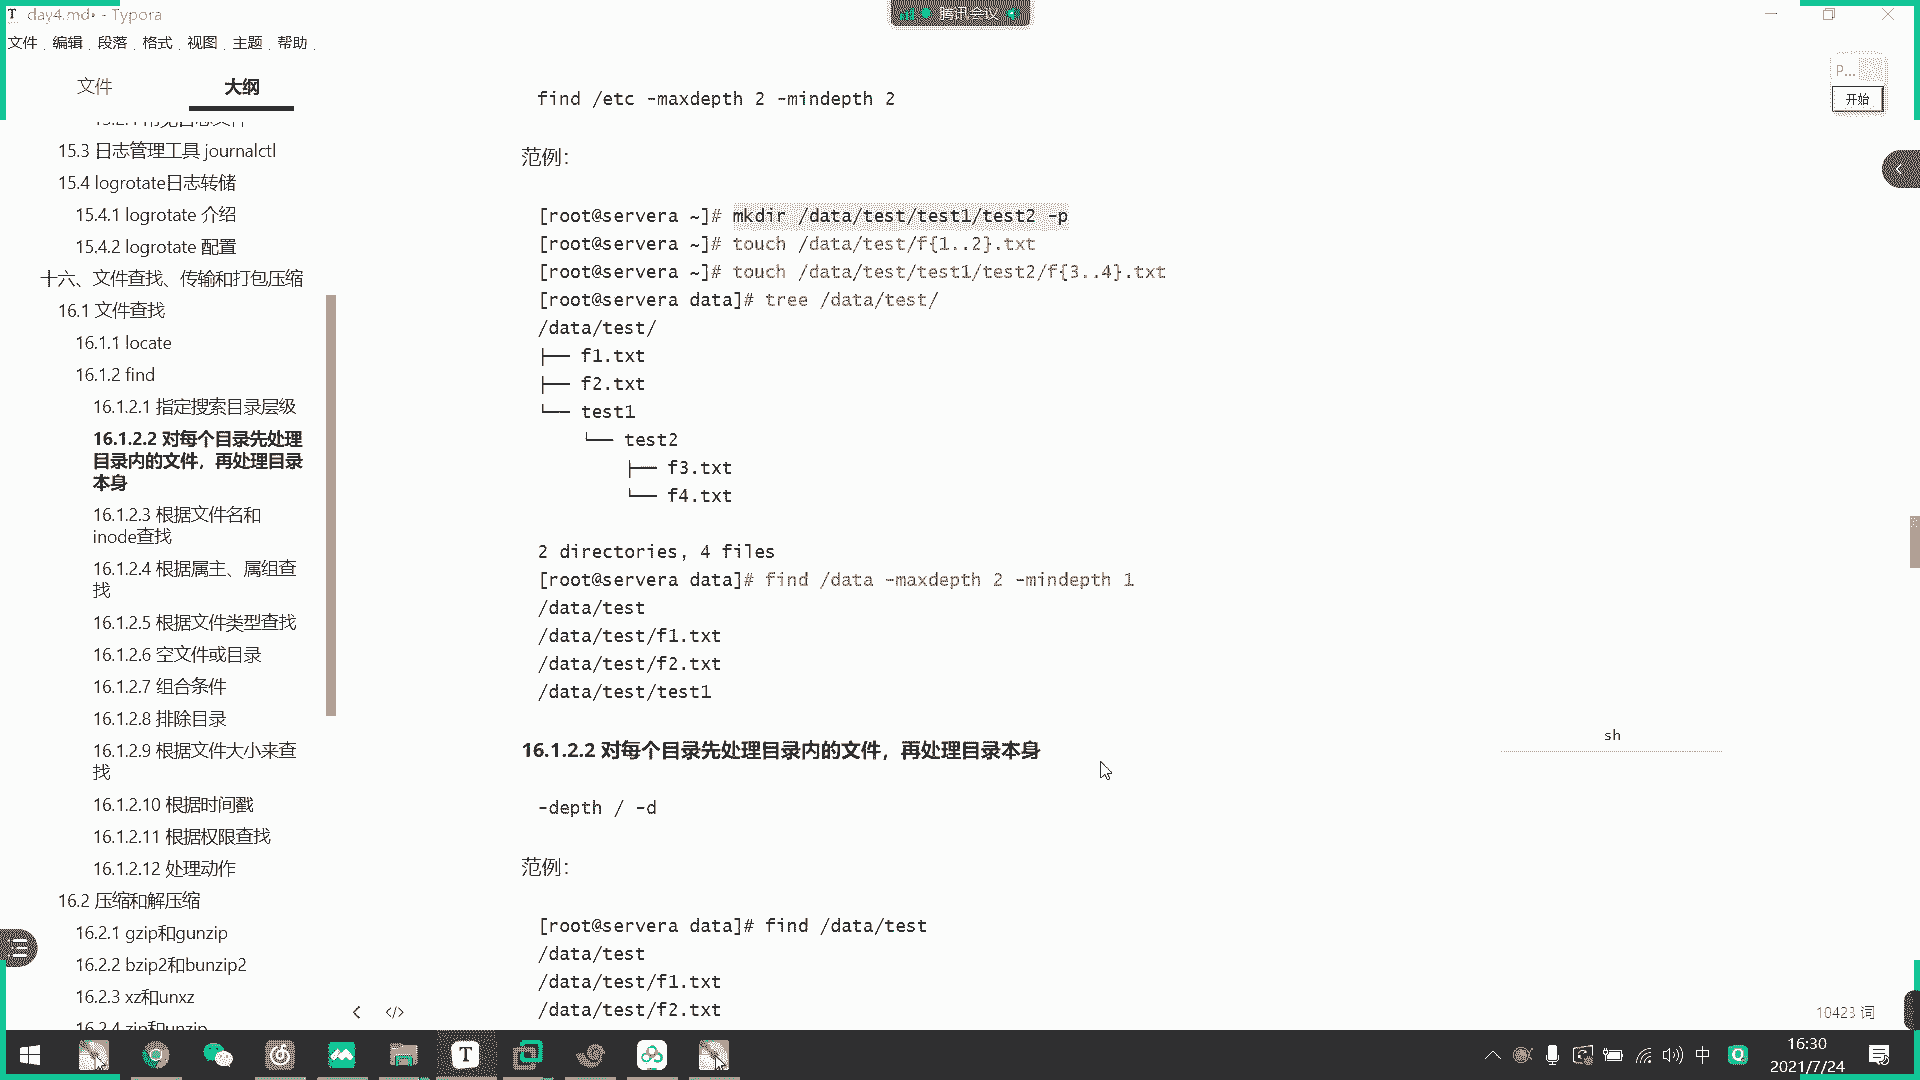 day4.md• - Typora
腾讯会议
文件 编辑 段落 格式 视图 主题 帮助
文件 大纲
P...
开始
15.3 日志管理工具 journalctl
15.4 logrotate日志转储
15.4.1 logrotate 介绍
15.4.2 logrotate 配置
十六、文件查找、传输和打包压缩
16.1 文件查找
16.1.1 locate
16.1.2 find
16.1.2.1 指定搜索目录层级
16.1.2.2 对每个目录先处理
目录内的文件，再处理目录
本身
16.1.2.3 根据文件名和
inode查找
16.1.2.4 根据属主、属组查
找
16.1.2.5 根据文件类型查找
16.1.2.6 空文件或目录
16.1.2.7 组合条件
16.1.2.8 排除目录
16.1.2.9 根据文件大小来查
找
16.1.2.10 根据时间戳
16.1.2.11 根据权限查找
16.1.2.12 处理动作
16.2 压缩和解压缩
16.2.1 gzip和gunzip
16.2.2 bzip2和bunzip2
16.2.3 xz和unxz
16.2.4 zip和unzip
find /etc -maxdepth 2 -mindepth 2
范例：
[root@servera ~]# mkdir /data/test/test1/test2 -p
[root@servera ~]# touch /data/test/f{1..2}.txt
[root@servera ~]# touch /data/test/test1/test2/f{3..4}.txt
[root@servera data]# tree /data/test/
/data/test/
├── f1.txt
├── f2.txt
└── test1
    └── test2
        ├── f3.txt
        └── f4.txt
2 directories, 4 files
[root@servera data]# find /data -maxdepth 2 -mindepth 1
/data/test
/data/test/f1.txt
/data/test/f2.txt
/data/test/test1
sh
16.1.2.2 对每个目录先处理目录内的文件，再处理目录本身
-depth / -d
范例：
[root@servera data]# find /data/test
/data/test
/data/test/f1.txt
/data/test/f2.txt
10423 词
中
16:30
2021/7/24